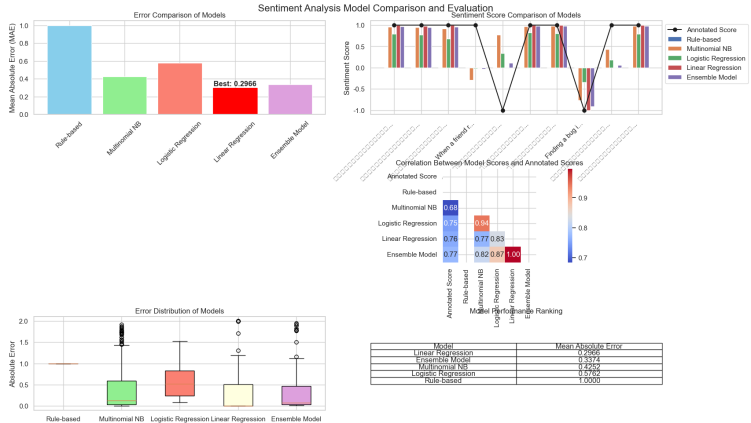 Sentiment Analysis Model Comparison and Evaluation
Error Comparison of Models
Mean Absolute Error (MAE)
1.0
0.8
0.6
0.4
0.2
0.0
Best: 0.2966
Rule-based
Multinomial NB
Logistic Regression
Linear Regression
Ensemble Model
Sentiment Score Comparison of Models
Sentiment Score
1.0
0.5
0.0
-0.5
-1.0
When a friend r...
Finding a bug i...
Annotated Score
Rule-based
Multinomial NB
Logistic Regression
Linear Regression
Ensemble Model
Correlation Between Model Scores and Annotated Scores
Annotated Score
Rule-based
Multinomial NB
Logistic Regression
Linear Regression
Ensemble Model
0.68
0.75 0.94
0.76 0.77 0.83
0.77 0.82 0.87 1.00
Annotated Score
Rule-based
Multinomial NB
Logistic Regression
Linear Regression
Ensemble Model
0.9
0.8
0.7
Error Distribution of Models
Absolute Error
2.0
1.5
1.0
0.5
0.0
Rule-based
Multinomial NB
Logistic Regression
Linear Regression
Ensemble Model
Model Performance Ranking
Model Mean Absolute Error
Linear Regression 0.2966
Ensemble Model 0.3374
Multinomial NB 0.4252
Logistic Regression 0.5762
Rule-based 1.0000